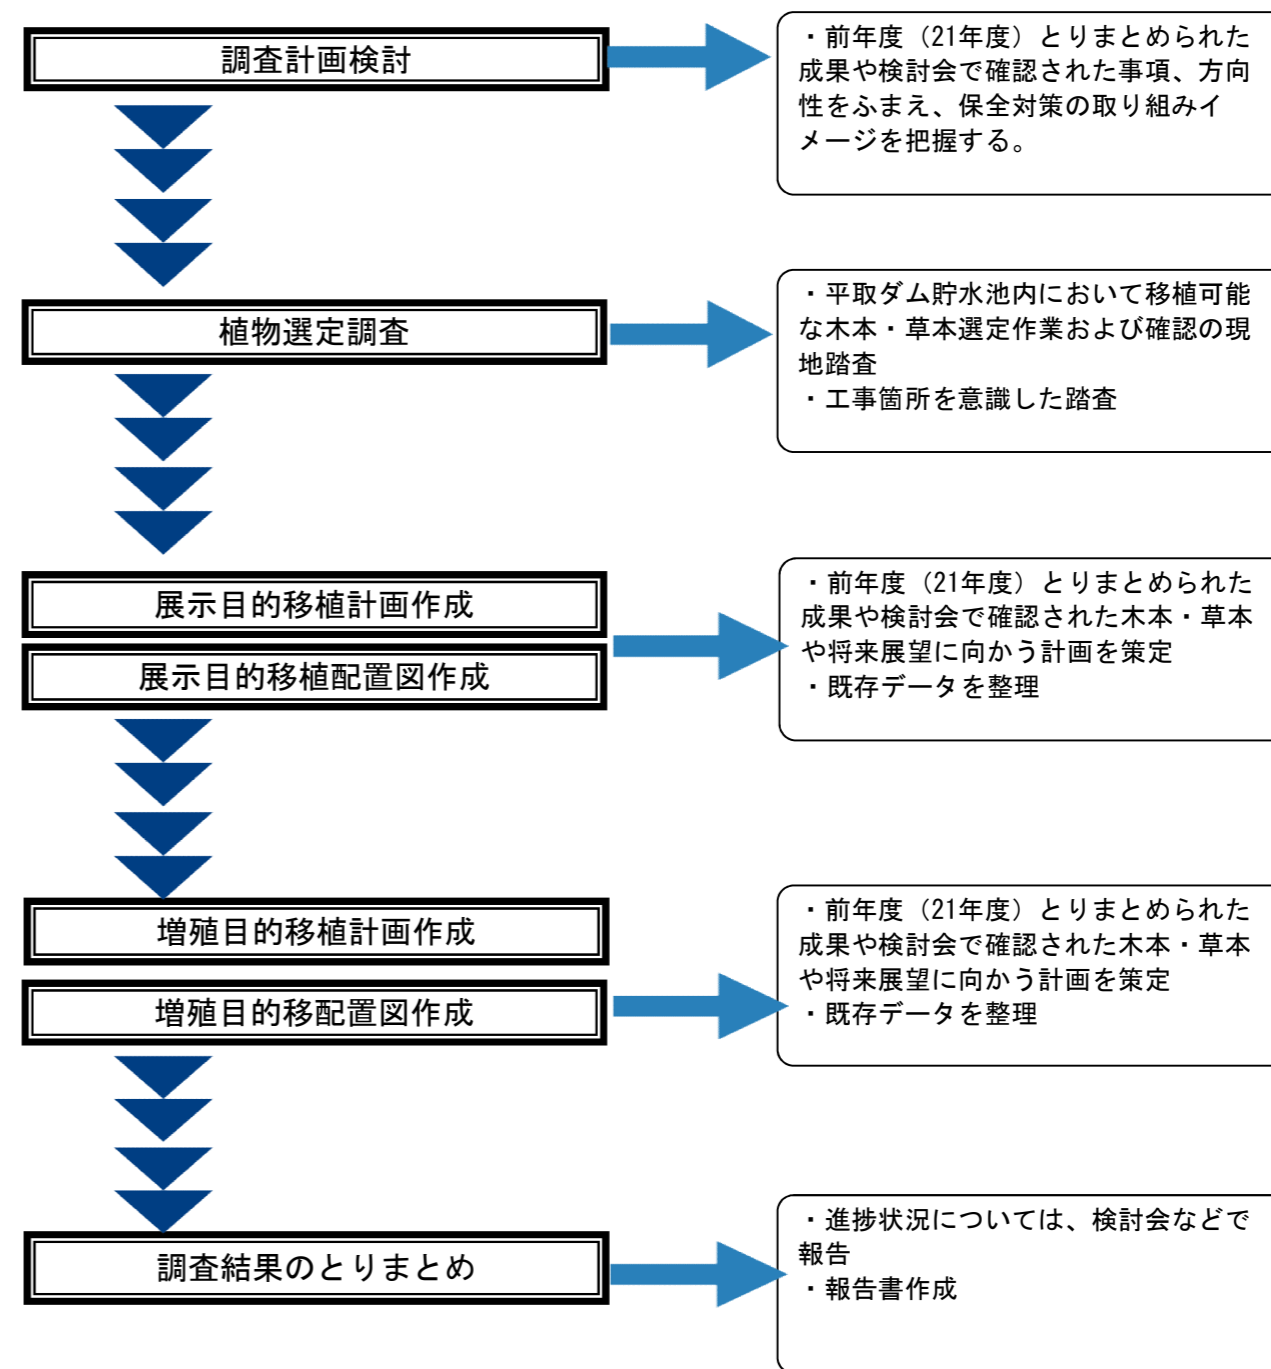 調査計画検討
・前年度（21年度）とりまとめられた
成果や検討会で確認された事項、方向
性をふまえ、保全対策の取り組みイ
メージを把握する。
植物選定調査
・平取ダム貯水池内において移植可能
な木本・草本選定作業および確認の現
地踏査
・工事箇所を意識した踏査
展示目的移植計画作成
展示目的移植配置図作成
・前年度（21年度）とりまとめられた
成果や検討会で確認された木本・草本
や将来展望に向かう計画を策定
・既存データを整理
増殖目的移植計画作成
増殖目的移配置図作成
・前年度（21年度）とりまとめられた
成果や検討会で確認された木本・草本
や将来展望に向かう計画を策定
・既存データを整理
調査結果のとりまとめ
・進捗状況については、検討会などで
報告
・報告書作成